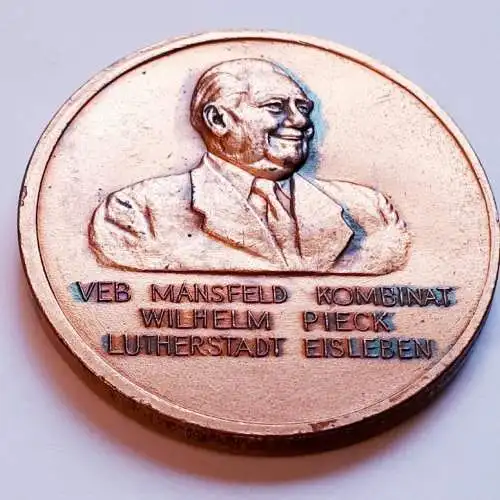 VEB MANSFELD KOMBINAT
WILHELM PIECK
LUTHERSTADT EISLEBEN